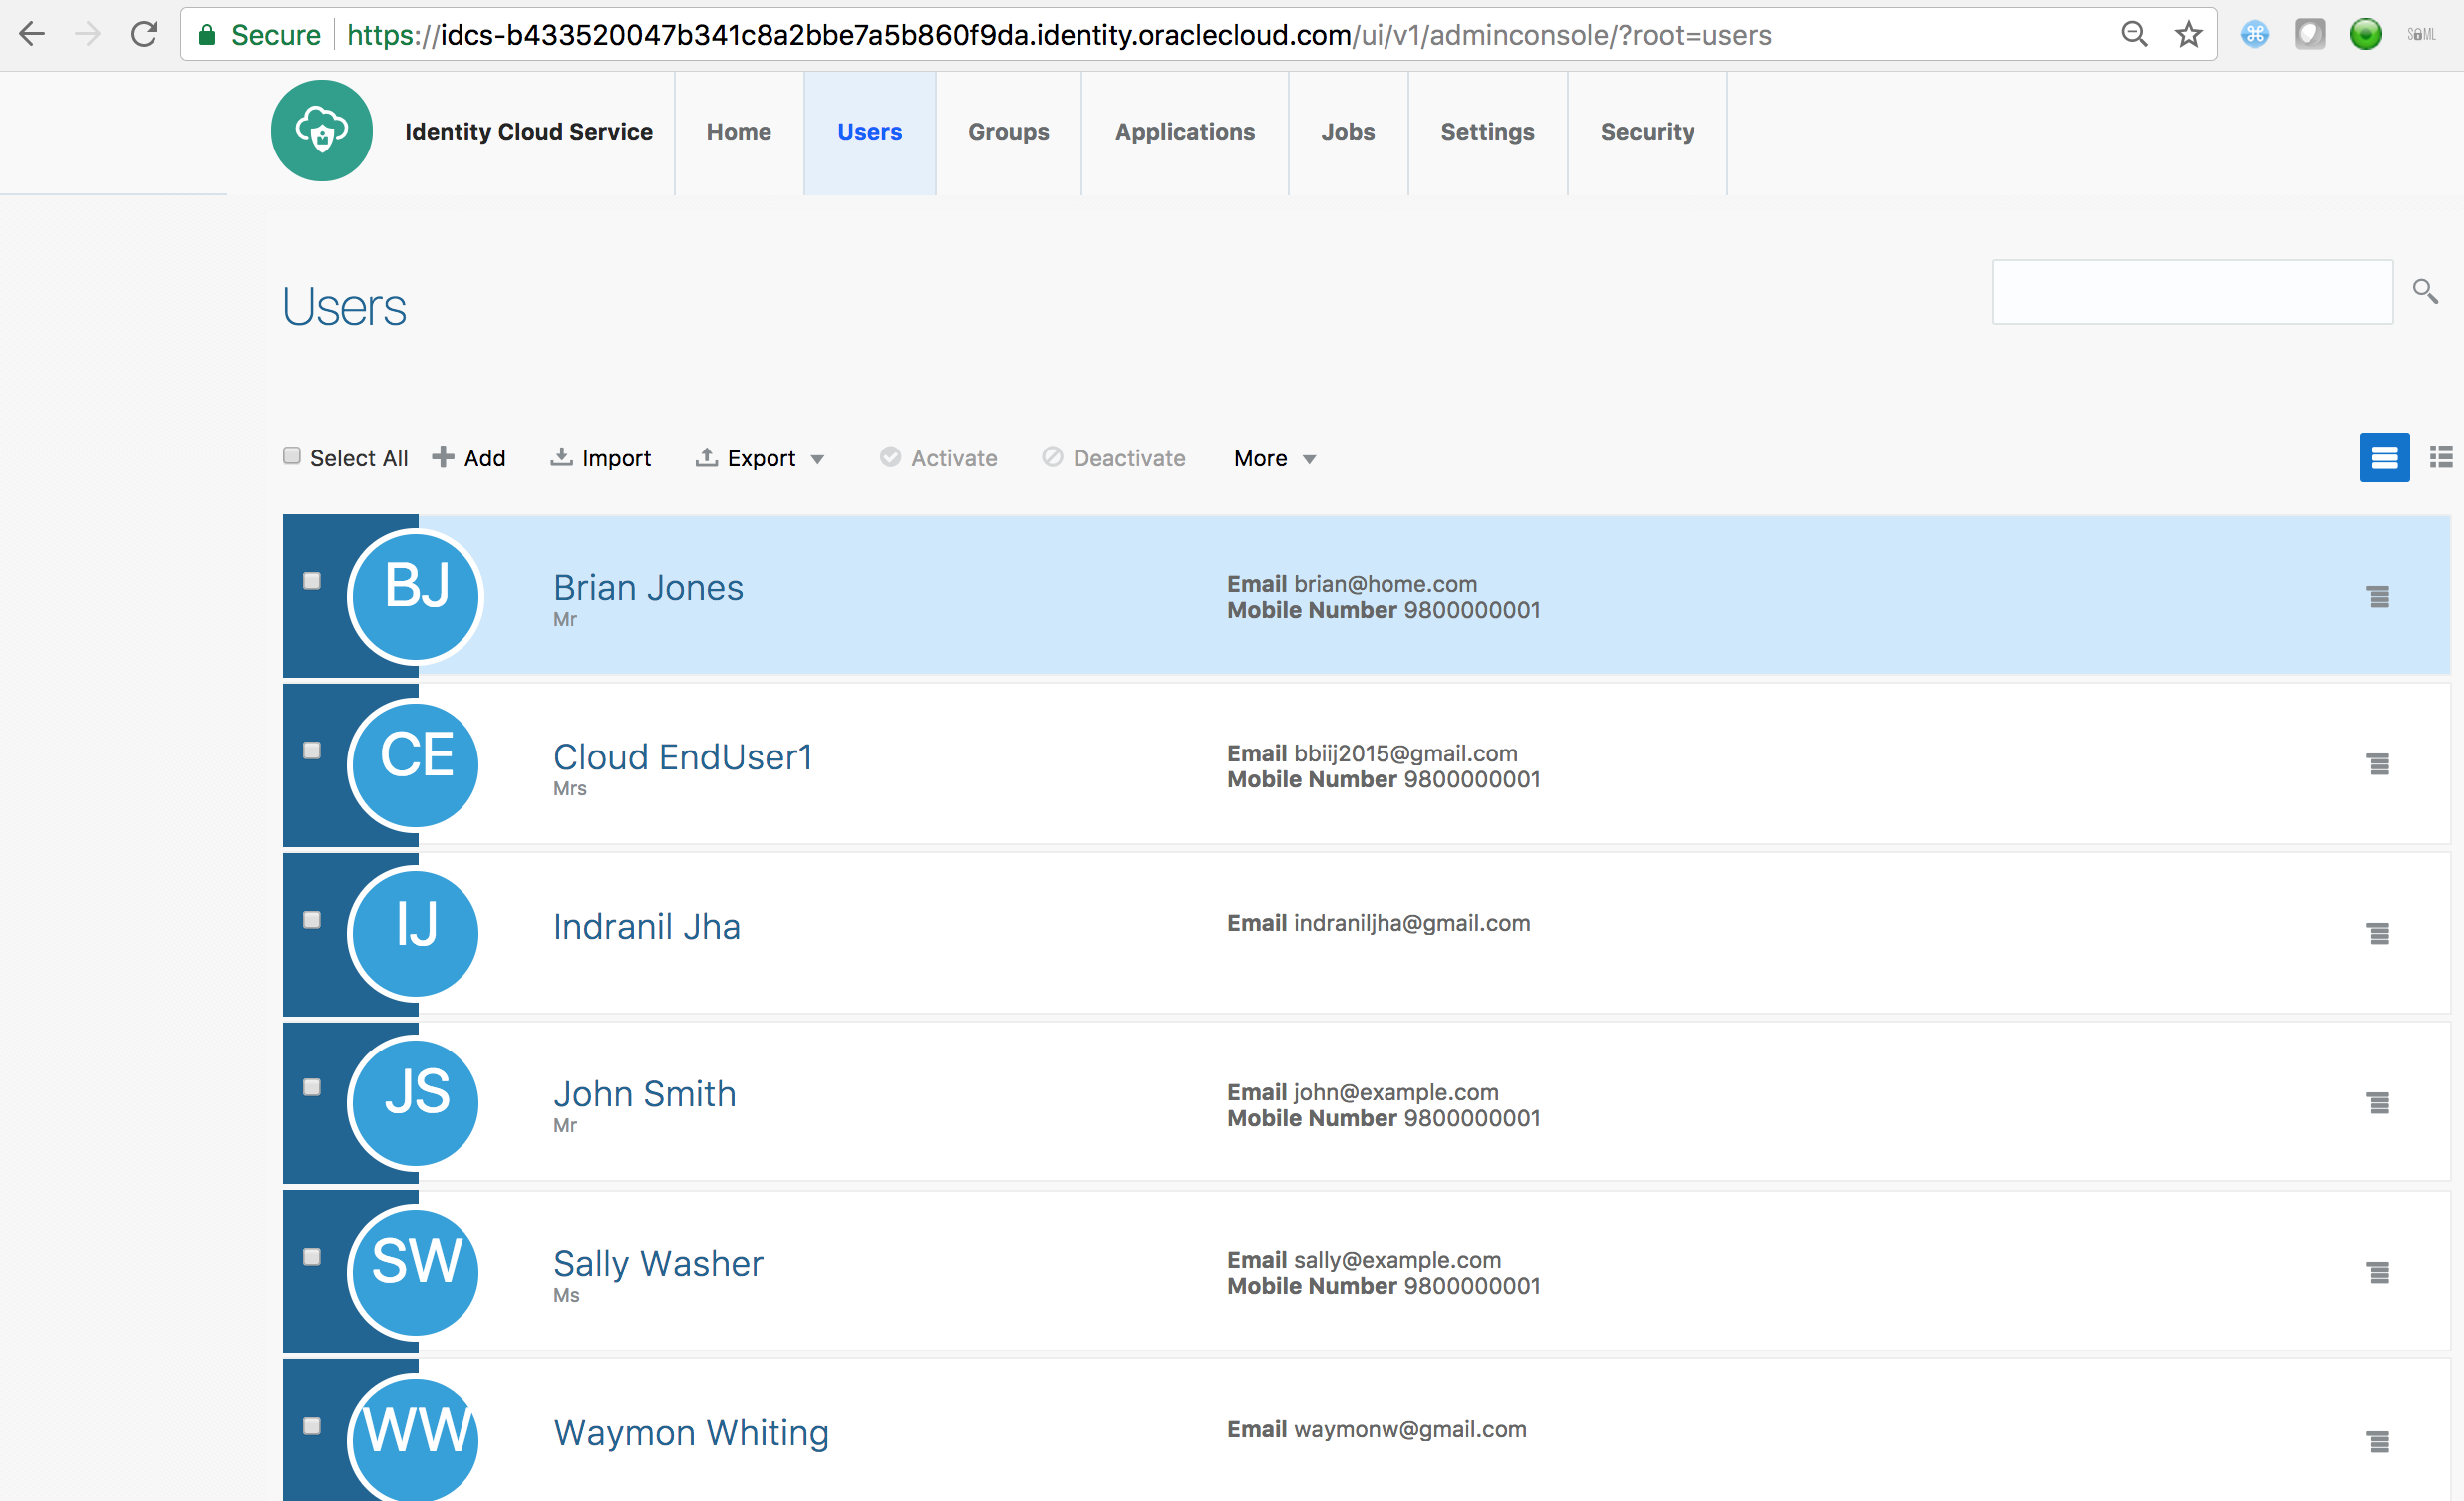 Secure https://idcs-b433520047b341c8a2bbe7a5b860f9da.identity.oraclecloud.com/ui/v1/adminconsole/?root=users
SAML
Identity Cloud Service Home Users Groups Applications Jobs Settings Security
Users
Select All Add Import Export Activate Deactivate More
BJ
Brian Jones
Mr
Email brian@home.com
Mobile Number 9800000001
CE
Cloud EndUser1
Mrs
Email bbiij2015@gmail.com
Mobile Number 9800000001
IJ
Indranil Jha
Email indraniljha@gmail.com
JS
John Smith
Mr
Email john@example.com
Mobile Number 9800000001
SW
Sally Washer
Ms
Email sally@example.com
Mobile Number 9800000001
WW
Waymon Whiting
Email waymonw@gmail.com